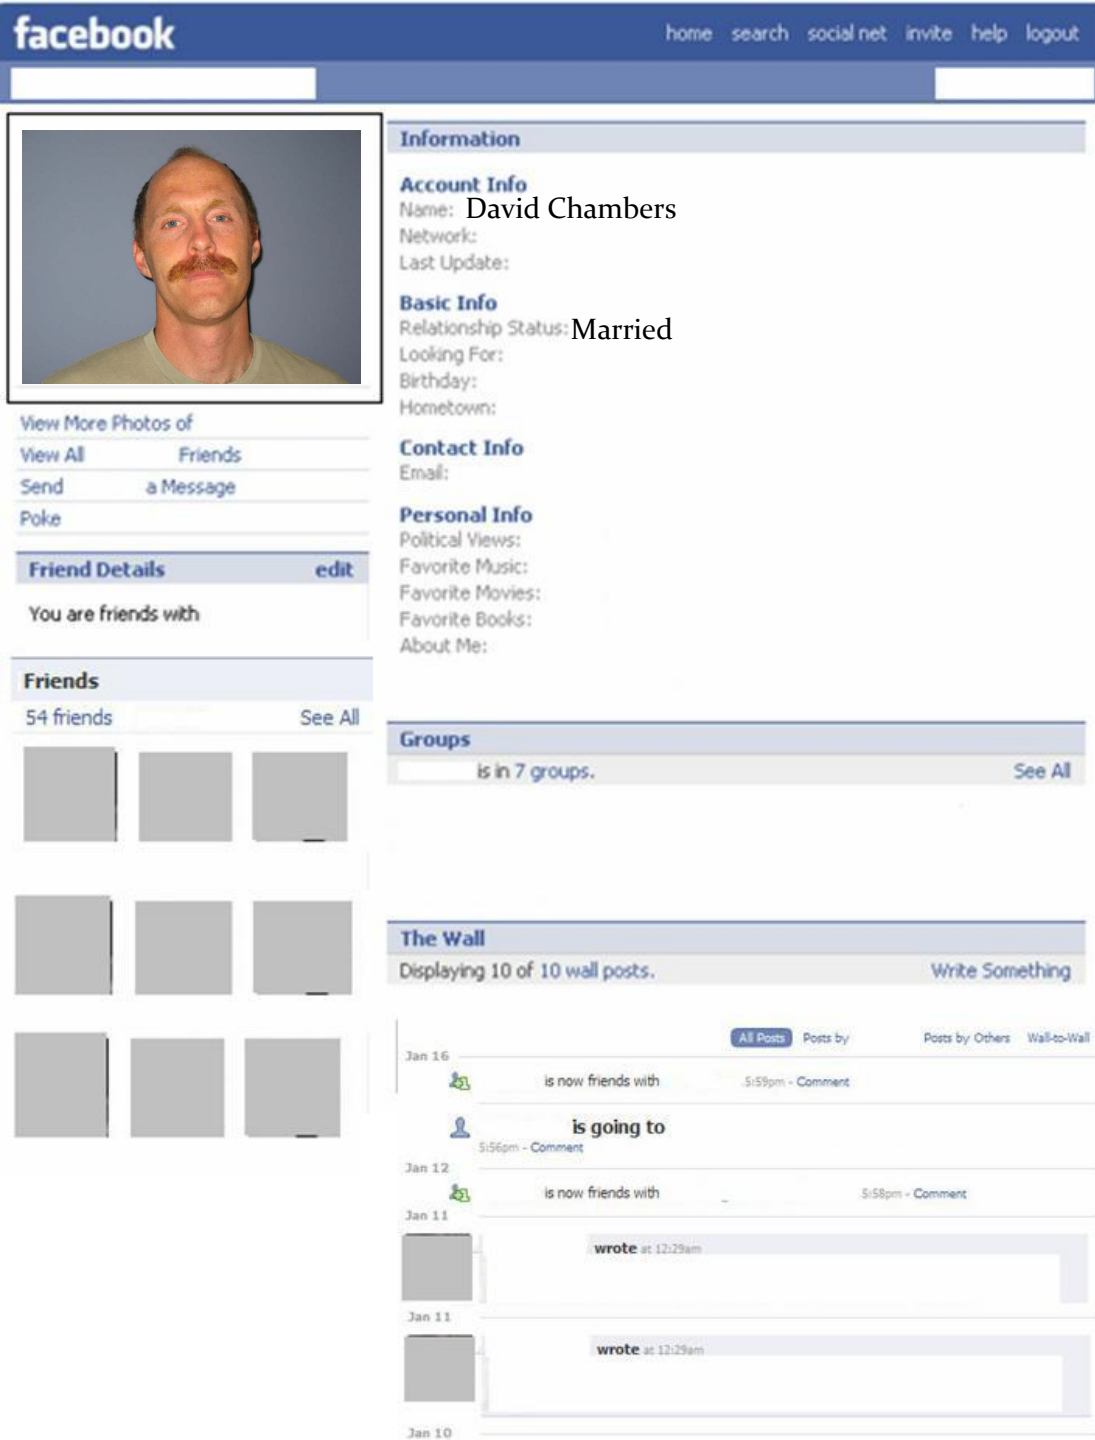 facebook
home search social net invite help logout
Information
Account Info
Name: David Chambers
Network:
Last Update:
Basic Info
Relationship Status: Married
Looking For:
Birthday:
Hometown:
Contact Info
Email:
Personal Info
Political Views:
Favorite Music:
Favorite Movies:
Favorite Books:
About Me:
View More Photos of
View All Friends
Send a Message
Poke
Friend Details edit
You are friends with
Friends
54 friends See All
Groups
is in 7 groups. See All
The Wall
Displaying 10 of 10 wall posts. Write Something
All Posts Posts by Posts by Others Wall-to-Wall
Jan 16
is now friends with 5:59pm - Comment
is going to
5:56pm - Comment
Jan 12
is now friends with 5:58pm - Comment
Jan 11
wrote at 12:29am
Jan 11
wrote at 12:29am
Jan 10